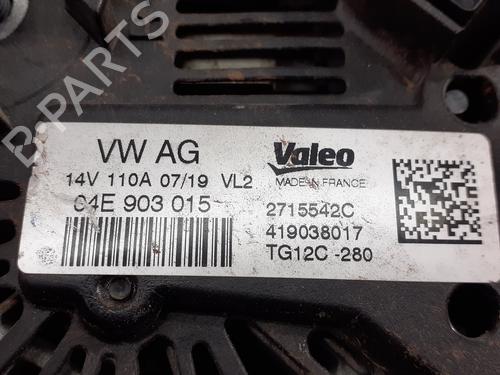 B-PARTS
VW AG
14V 110A 07/19 VL2
04E 903 015
Valeo
MADE IN FRANCE
2715542C
419038017
TG12C -280